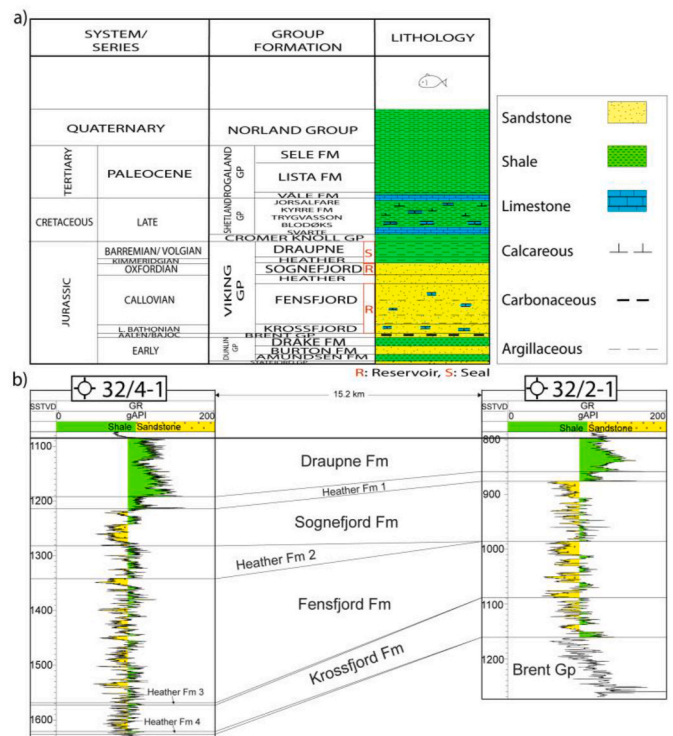 a)
SYSTEM/ SERIES
GROUP FORMATION
LITHOLOGY
QUATERNARY
NORLAND GROUP
TERTIARY
PALEOCENE
ROGALAND GP
SELE FM
LISTA FM
VÅLE FM
CRETACEOUS
LATE
SHETLAND GP
JORSALFARE
KYRRE FM
TRYGVASSON
BLODØKS
SVARTE
CROMER KNOLL GP
JURASSIC
BARREMIAN/ VOLGIAN
KIMMERIDGIAN
OXFORDIAN
CALLOVIAN
L. BATHONIAN
AALEN/BAJOC
EARLY
VIKING GP
DRAUPNE
S
HEATHER
SOGNEFJORD
R
HEATHER
FENSFJORD
R
KROSSFJORD
BRENT GP
DUNLIN GP
DRAKE FM
BURTON FM
AMUNDSEN FM
STATFJORD GP
R: Reservoir, S: Seal
Sandstone
Shale
Limestone
Calcareous
Carbonaceous
Argillaceous
b)
32/4-1
15.2 km
32/2-1
SSTVD
GR
0 gAPI 200
Shale Sandstone
1100
1200
1300
1400
1500
1600
Draupne Fm
Heather Fm 1
Sognefjord Fm
Heather Fm 2
Fensfjord Fm
Krossfjord Fm
Heather Fm 3
Heather Fm 4
SSTVD
GR
0 gAPI 200
Shale Sandstone
800
900
1000
1100
1200
Brent Gp